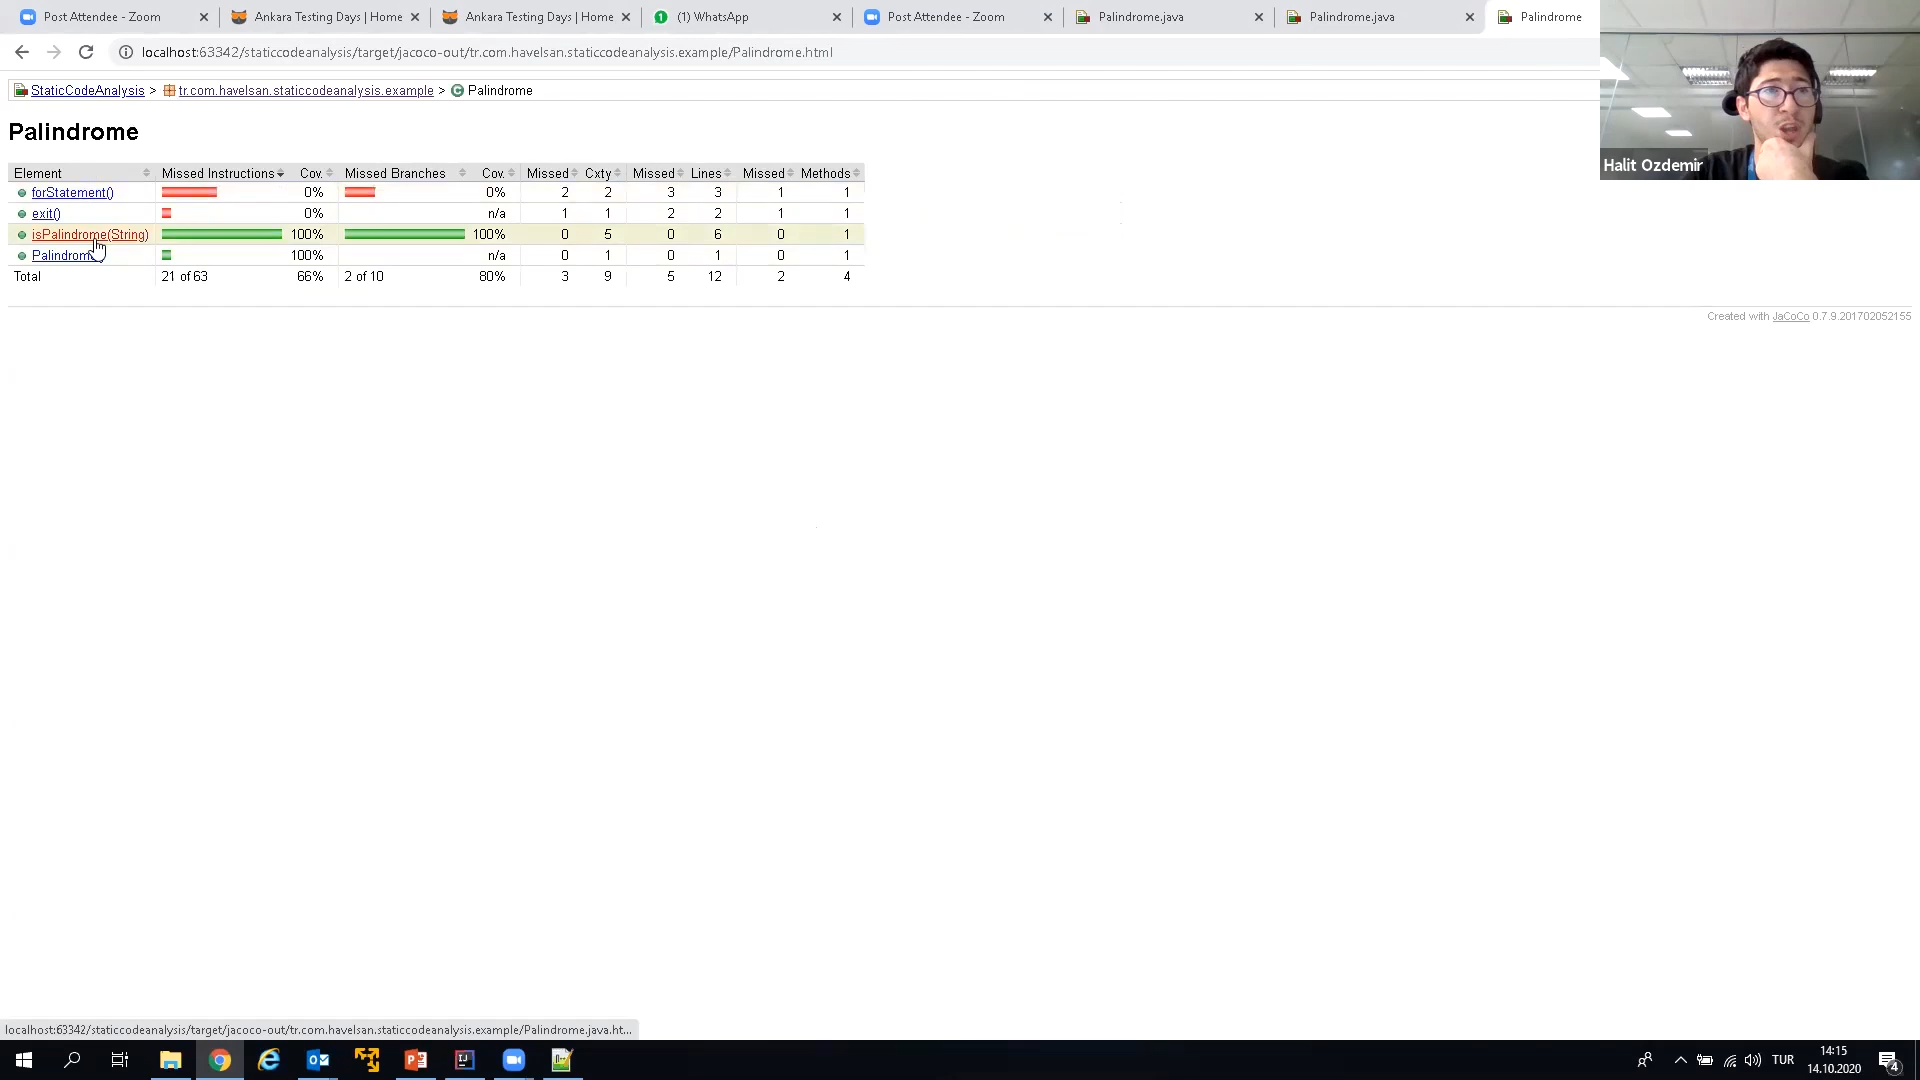 Post Attendee - Zoom
Ankara Testing Days | Home
Ankara Testing Days | Home
(1) WhatsApp
Post Attendee - Zoom
Palindrome.java
Palindrome.java
Palindrome
localhost:63342/staticcodeanalysis/target/jacoco-out/tr.com.havelsan.staticcodeanalysis.example/Palindrome.html
StaticCodeAnalysis > tr.com.havelsan.staticcodeanalysis.example > Palindrome
Halit Ozdemir
Palindrome
Element Missed Instructions Cov. Missed Branches Cov. Missed Cxty Missed Lines Missed Methods
forStatement() 0% 0% 2 2 3 3 1 1
exit() 0% n/a 1 1 2 2 1 1
isPalindrome(String) 100% 100% 0 5 0 6 0 1
Palindrome 100% n/a 0 1 0 1 0 1
Total 21 of 63 66% 2 of 10 80% 3 9 5 12 2 4
Created with JaCoCo 0.7.9.201702052155
localhost:63342/staticcodeanalysis/target/jacoco-out/tr.com.havelsan.staticcodeanalysis.example/Palindrome.java.ht...
TUR
14:15
14.10.2020
4